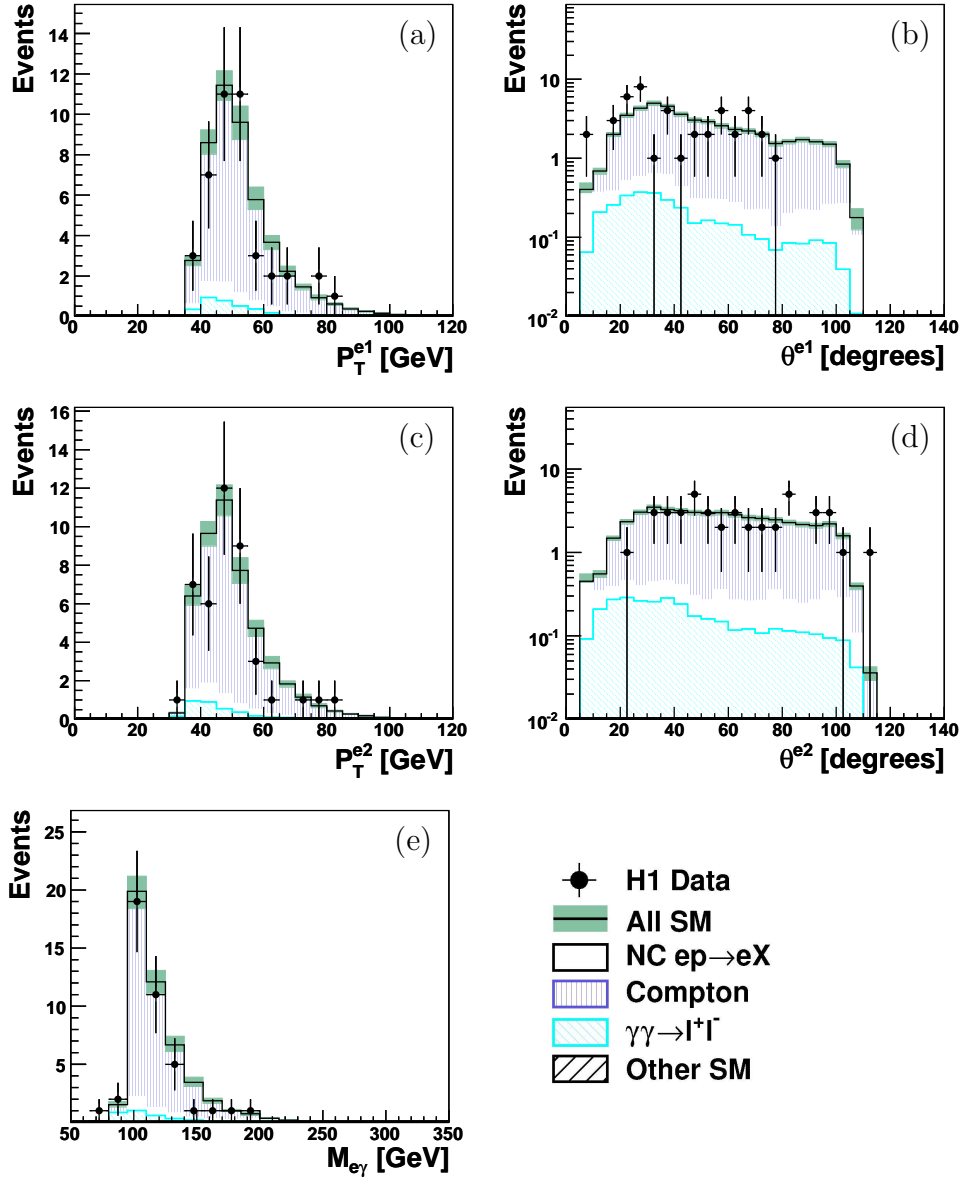 Events
(a)
14
12
10
8
6
4
2
0
0 20 40 60 80 100 120
P_T^e1 [GeV]
Events
(b)
10
1
10^-1
10^-2
0 20 40 60 80 100 120 140
θ^e1 [degrees]
Events
(c)
16
14
12
10
8
6
4
2
0
0 20 40 60 80 100 120
P_T^e2 [GeV]
Events
(d)
10
1
10^-1
10^-2
0 20 40 60 80 100 120 140
θ^e2 [degrees]
Events
(e)
25
20
15
10
5
50 100 150 200 250 300 350
M_eγ [GeV]
H1 Data
All SM
NC ep→eX
Compton
γγ→l⁺l⁻
Other SM